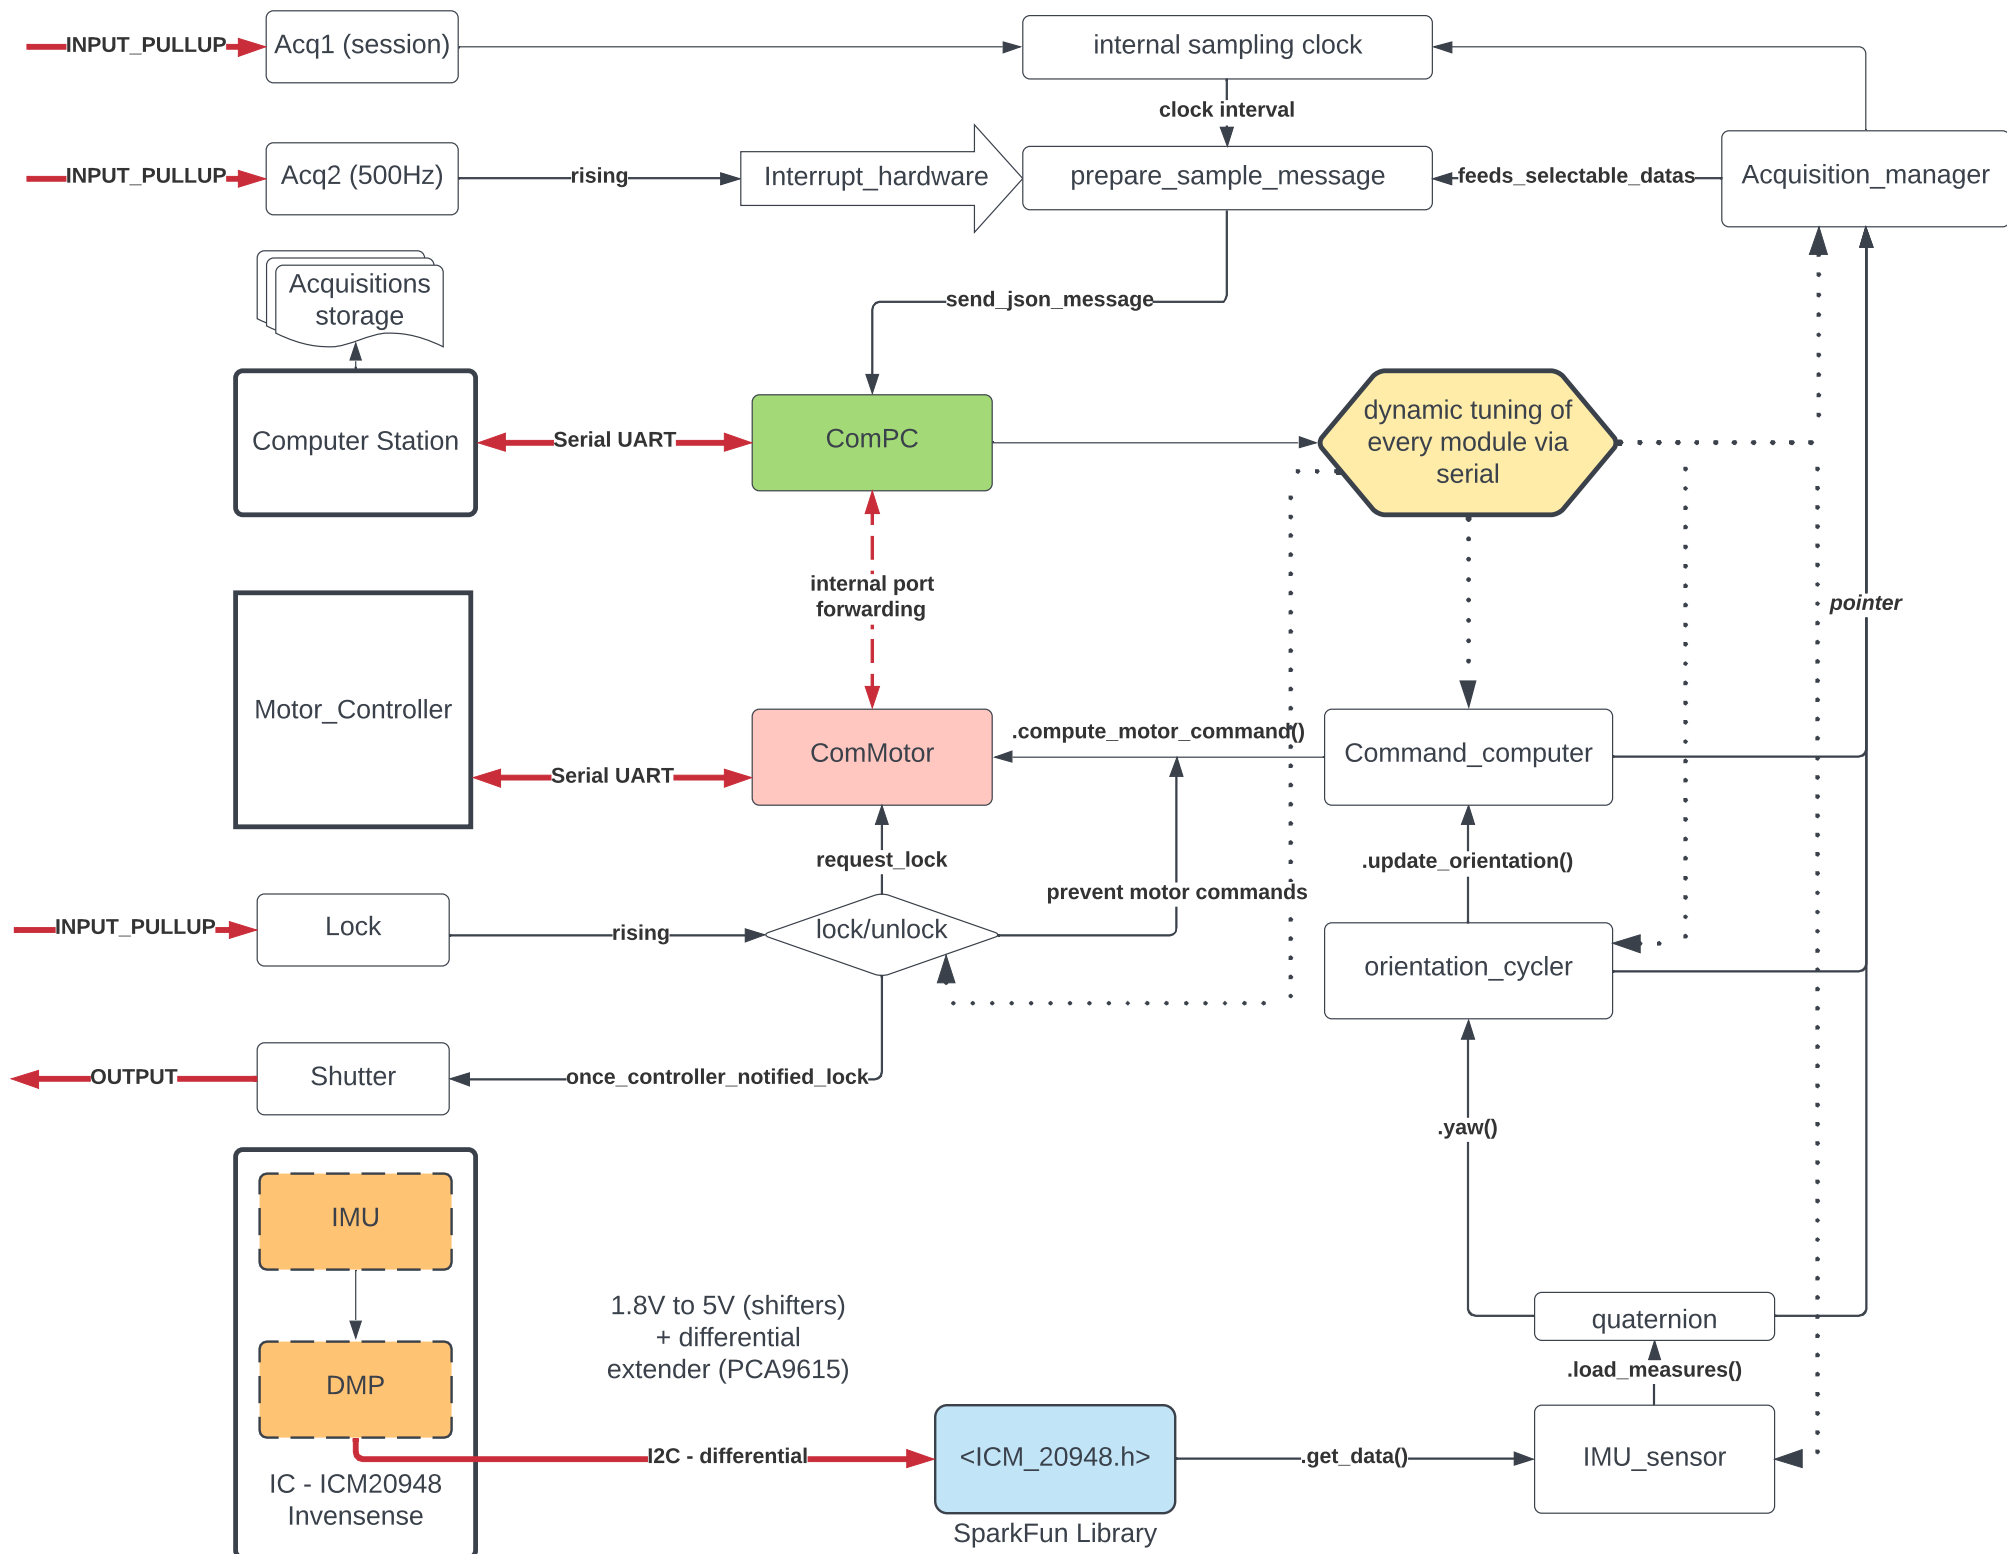 INPUT_PULLUP
Acq1 (session)
internal sampling clock
clock interval
INPUT_PULLUP
Acq2 (500Hz)
rising
Interrupt_hardware
prepare_sample_message
feeds_selectable_datas
Acquisition_manager
Acquisitions
storage
send_json_message
Computer Station
Serial UART
ComPC
dynamic tuning of
every module via
serial
internal port
forwarding
pointer
Motor_Controller
Serial UART
ComMotor
.compute_motor_command()
Command_computer
request_lock
.update_orientation()
prevent motor commands
INPUT_PULLUP
Lock
rising
lock/unlock
orientation_cycler
OUTPUT
Shutter
once_controller_notified_lock
.yaw()
IMU
1.8V to 5V (shifters)
+ differential
extender (PCA9615)
quaternion
.load_measures()
DMP
I2C - differential
<ICM_20948.h>
.get_data()
IMU_sensor
IC - ICM20948
Invensense
SparkFun Library